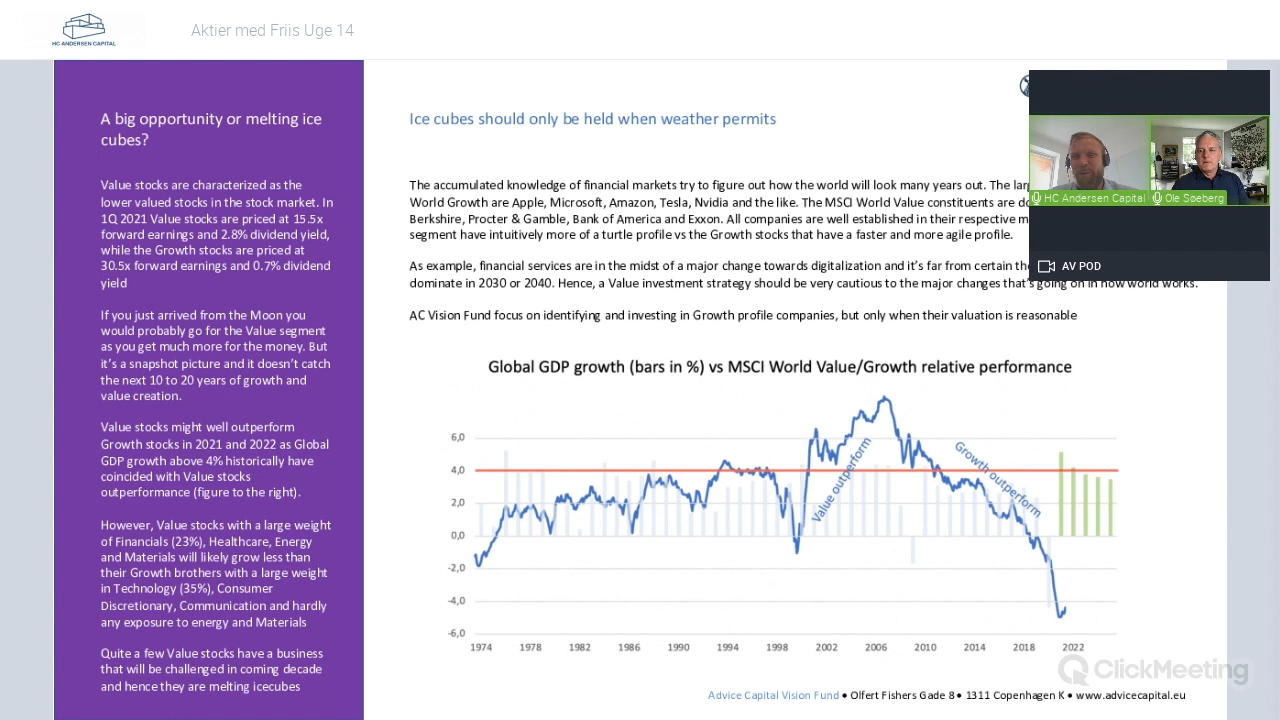 HC ANDERSEN CAPITAL
Aktier med Friis Uge 14
A big opportunity or melting ice
cubes?
Value stocks are characterized as the
lower valued stocks in the stock market. In
1Q 2021 Value stocks are priced at 15.5x
forward earnings and 2.8% dividend yield,
while the Growth stocks are priced at
30.5x forward earnings and 0.7% dividend
yield
If you just arrived from the Moon you
would probably go for the Value segment
as you get much more for the money. But
it's a snapshot picture and it doesn't catch
the next 10 to 20 years of growth and
value creation.
Value stocks might well outperform
Growth stocks in 2021 and 2022 as Global
GDP growth above 4% historically have
coincided with Value stocks
outperformance (figure to the right).
However, Value stocks with a large weight
of Financials (23%), Healthcare, Energy
and Materials will likely grow less than
their Growth brothers with a large weight
in Technology (35%), Consumer
Discretionary, Communication and hardly
any exposure to energy and Materials
Quite a few Value stocks have a business
that will be challenged in coming decade
and hence they are melting icecubes
Ice cubes should only be held when weather permits
The accumulated knowledge of financial markets try to figure out how the world will look many years out. The
World Growth are Apple, Microsoft, Amazon, Tesla, Nvidia and the like. The MSCI World Value constituents are
Berkshire, Procter & Gamble, Bank of America and Exxon. All companies are well established in their respective
segment have intuitively more of a turtle profile vs the Growth stocks that have a faster and more agile profile.
As example, financial services are in the midst of a major change towards digitalization and it's far from certain
dominate in 2030 or 2040. Hence, a Value investment strategy should be very cautious to the major changes that's going on in how world works.
AC Vision Fund focus on identifying and investing in Growth profile companies, but only when their valuation is reasonable
HC Andersen Capital
Ole Søeberg
AV POD
Global GDP growth (bars in %) vs MSCI World Value/Growth relative performance
6,0
4,0
2,0
0,0
-2,0
-4,0
-6,0
Value outperform
Growth outperform
1974 1978 1982 1986 1990 1994 1998 2002 2006 2010 2014 2018 2022
ClickMeeting
Advice Capital Vision Fund ● Olfert Fishers Gade 8 ● 1311 Copenhagen K ● www.advicecapital.eu